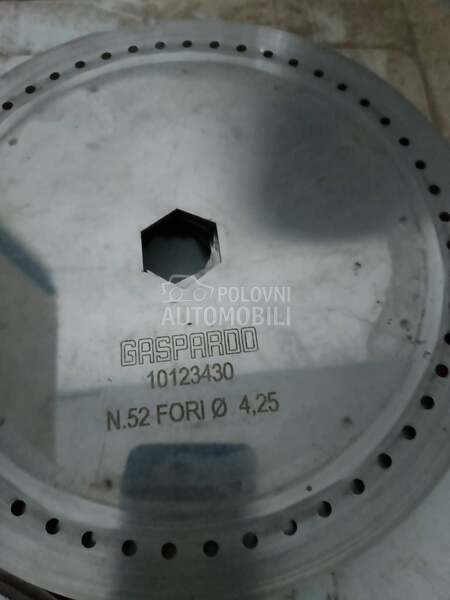 POLOVNI
AUTOMOBILI
GASPARDO
10123430
N.52 FORI Ø 4,25